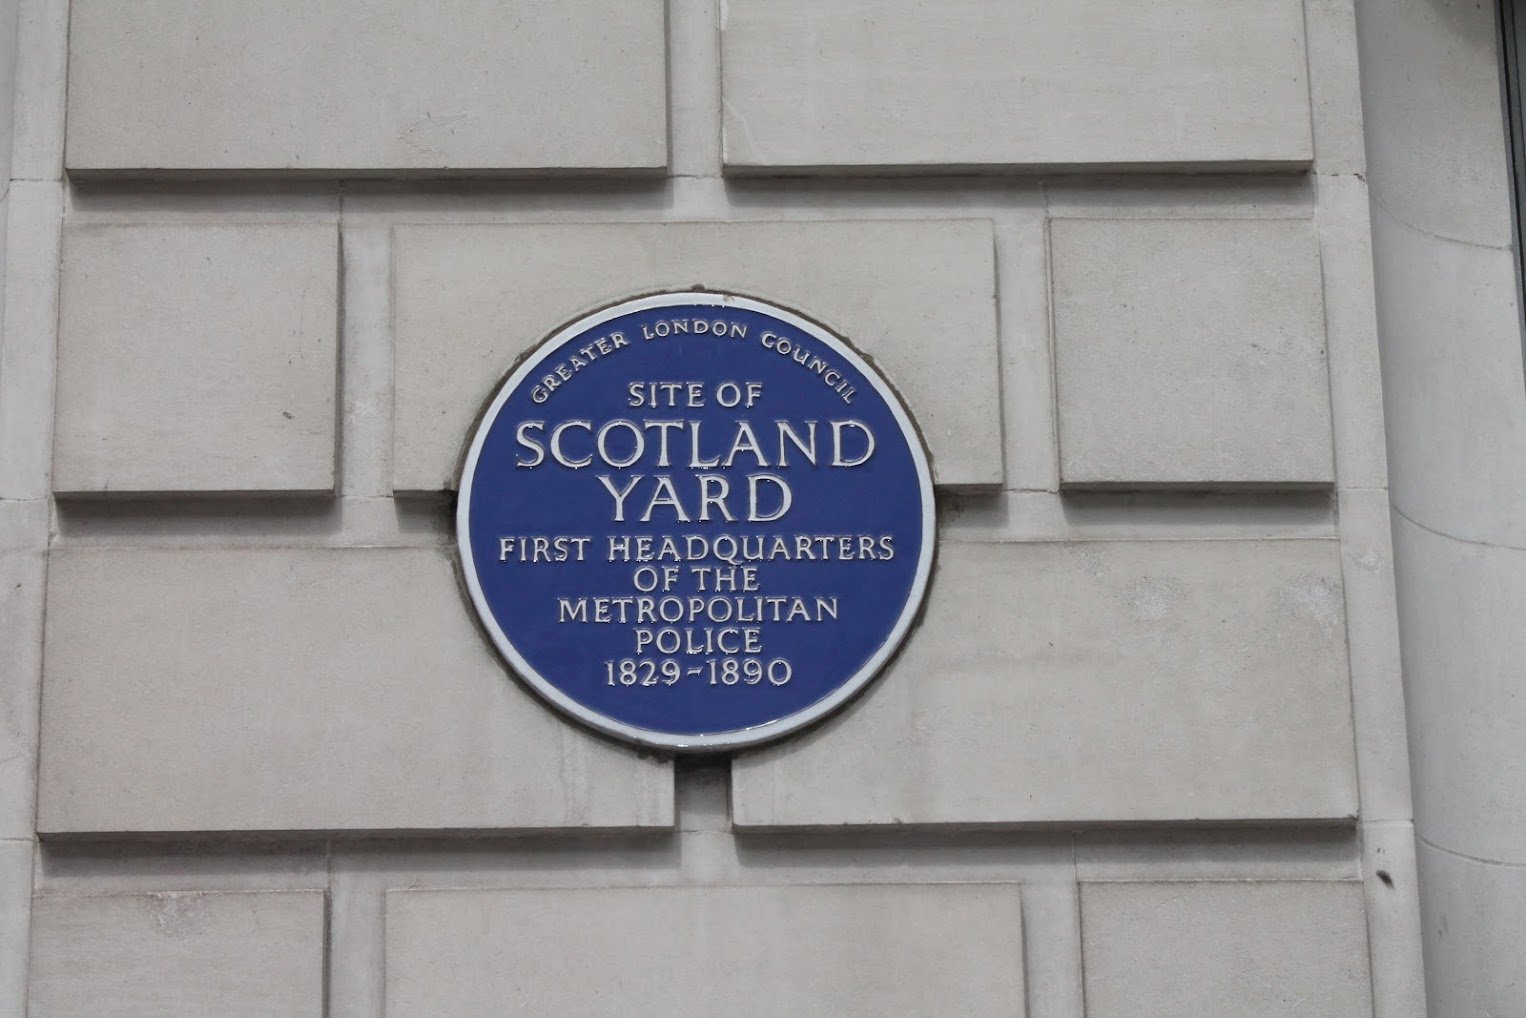 GREATER LONDON COUNCIL
SITE OF
SCOTLAND
YARD
FIRST HEADQUARTERS
OF THE
METROPOLITAN
POLICE
1829-1890